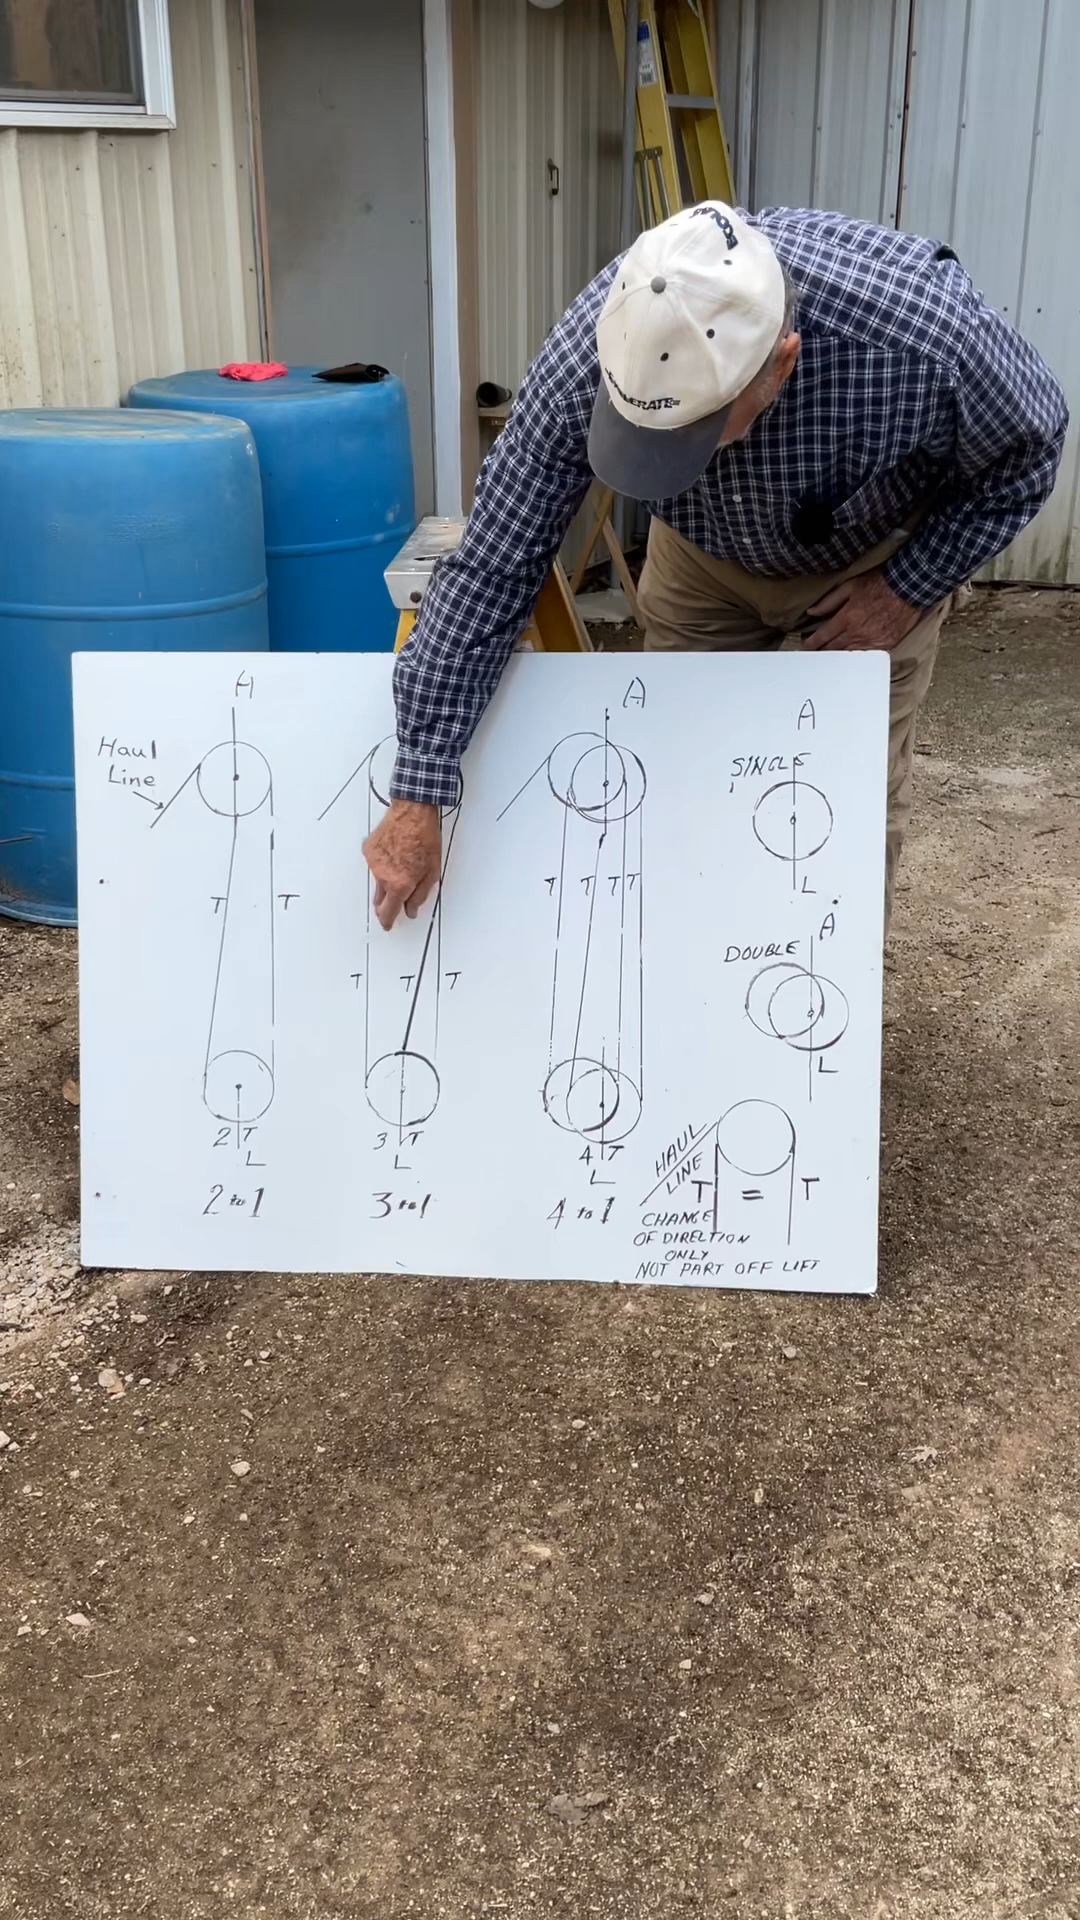 A
Haul
Line
T T
2 T
L
2 to 1
T T T
3 T
L
3 to 1
A
T T T T
4 T
L
4 to 1
A
SINGLE
L
A
DOUBLE
L
HAUL
LINE
T = T
CHANGE
OF DIRECTION
ONLY
NOT PART OFF LIFT